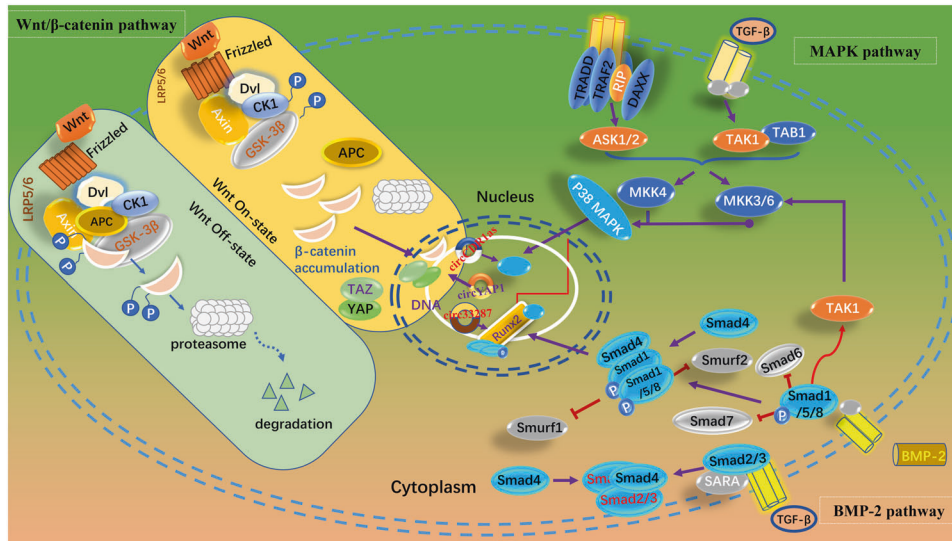 Wnt/β-catenin pathway
Wnt
Frizzled
LRP5/6
Dvl
CK1
Axin
GSK-3β
P
P
APC
Wnt On-state
β-catenin
accumulation
TAZ
YAP
Wnt
Frizzled
LRP5/6
Dvl
CK1
Axin
APC
GSK-3β
P
P
P
P
Wnt Off-state
proteasome
degradation
Nucleus
DNA
circYAP1
circ33287
Runx2
TRADD
TRAF2
RIP
DAXX
ASK1/2
TGF-β
MAPK pathway
TAK1
TAB1
P38 MAPK
MKK4
MKK3/6
TAK1
Smad4
Smad4
Smad1
Smad1
/5/8
P
P
Smurf2
Smad6
Smurf1
Smad7
Smad1
/5/8
P
BMP-2
Cytoplasm
Smad4
Smad4
Smad2/3
Smad2/3
SARA
TGF-β
BMP-2 pathway